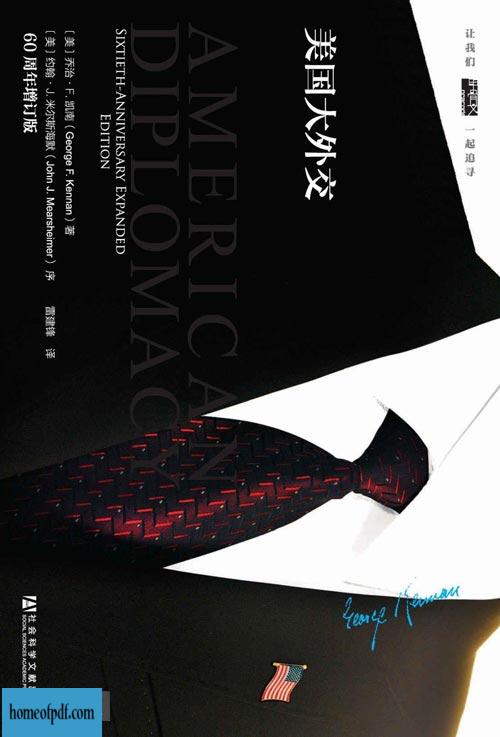 让我们
一起追寻
美国大外交
AMERICAN
DIPLOMACY
SIXTIETH-ANNIVERSARY EXPANDED
EDITION
〔美〕乔治·F.凯南（George F. Kennan）著
〔美〕约翰·J.米尔斯海默（John J. Mearsheimer）序
雷建锋 译
60周年增订版
George Kennan
社会科学文献
SOCIAL SCIENCES ACADEMIC
homeofpdf.com